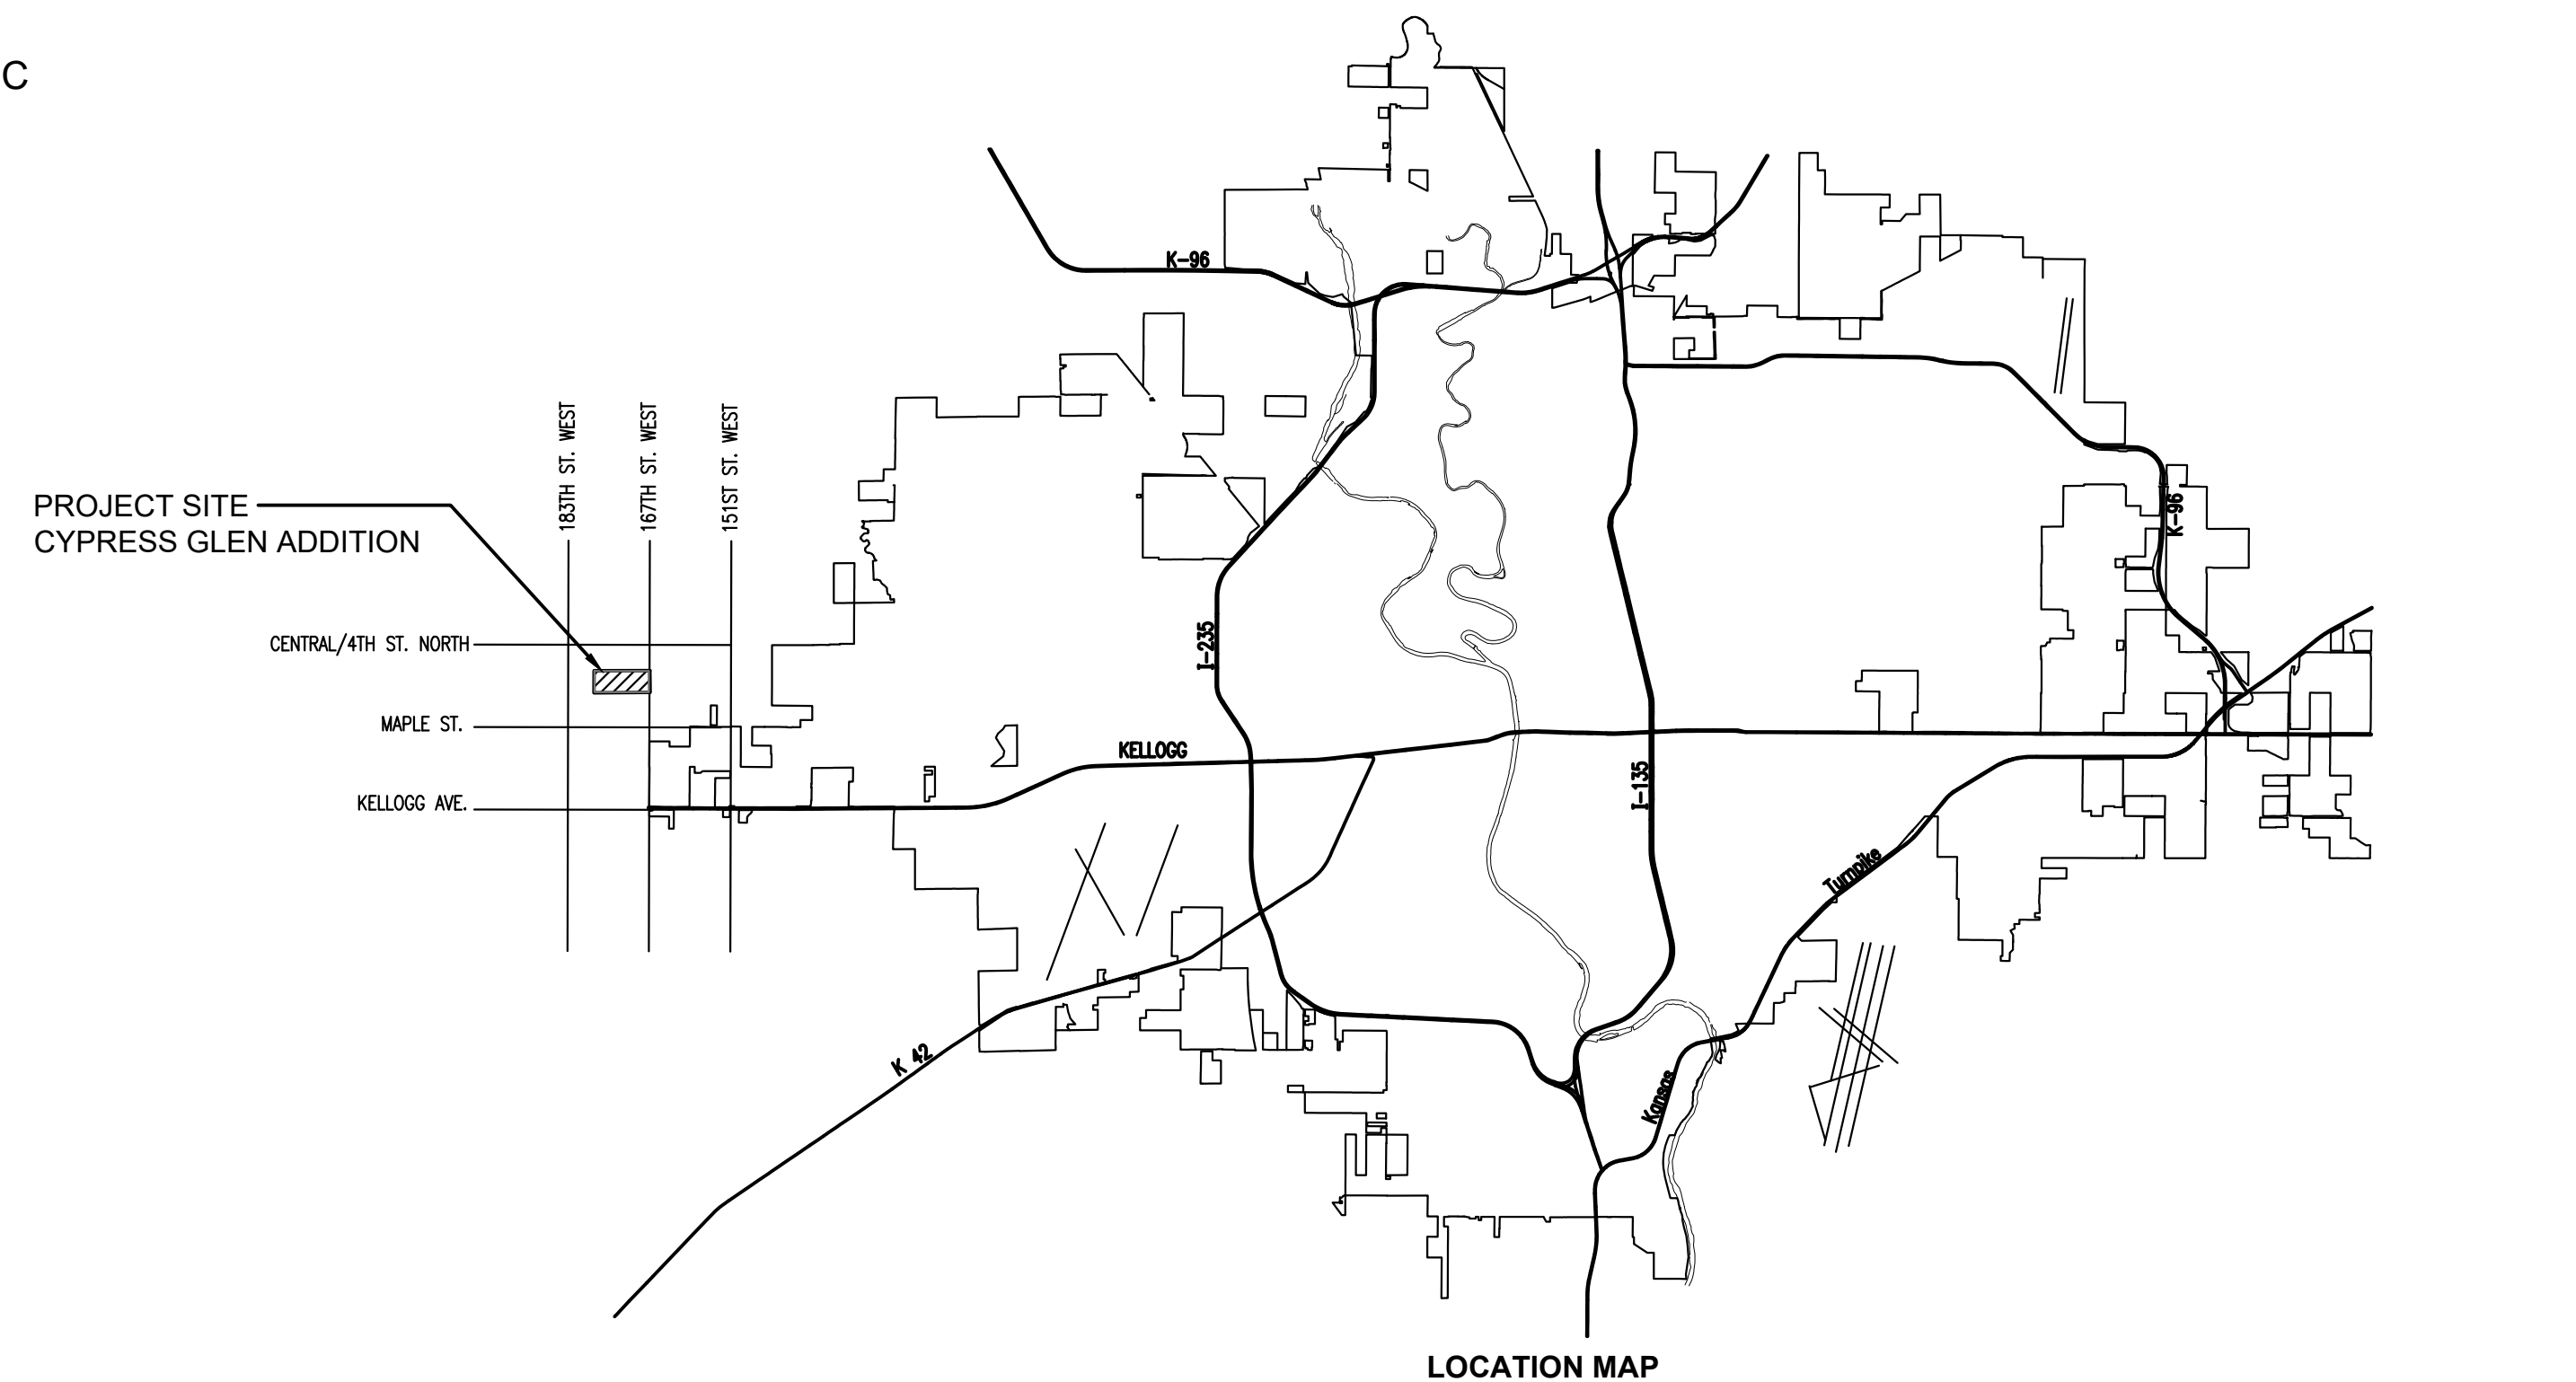 C
K-96
183TH ST. WEST
167TH ST. WEST
151ST ST. WEST
PROJECT SITE
CYPRESS GLEN ADDITION
K-96
CENTRAL/4TH ST. NORTH
I-235
MAPLE ST.
KELLOGG
I-135
KELLOGG AVE.
Turnpike
K 42
Kansas
LOCATION MAP